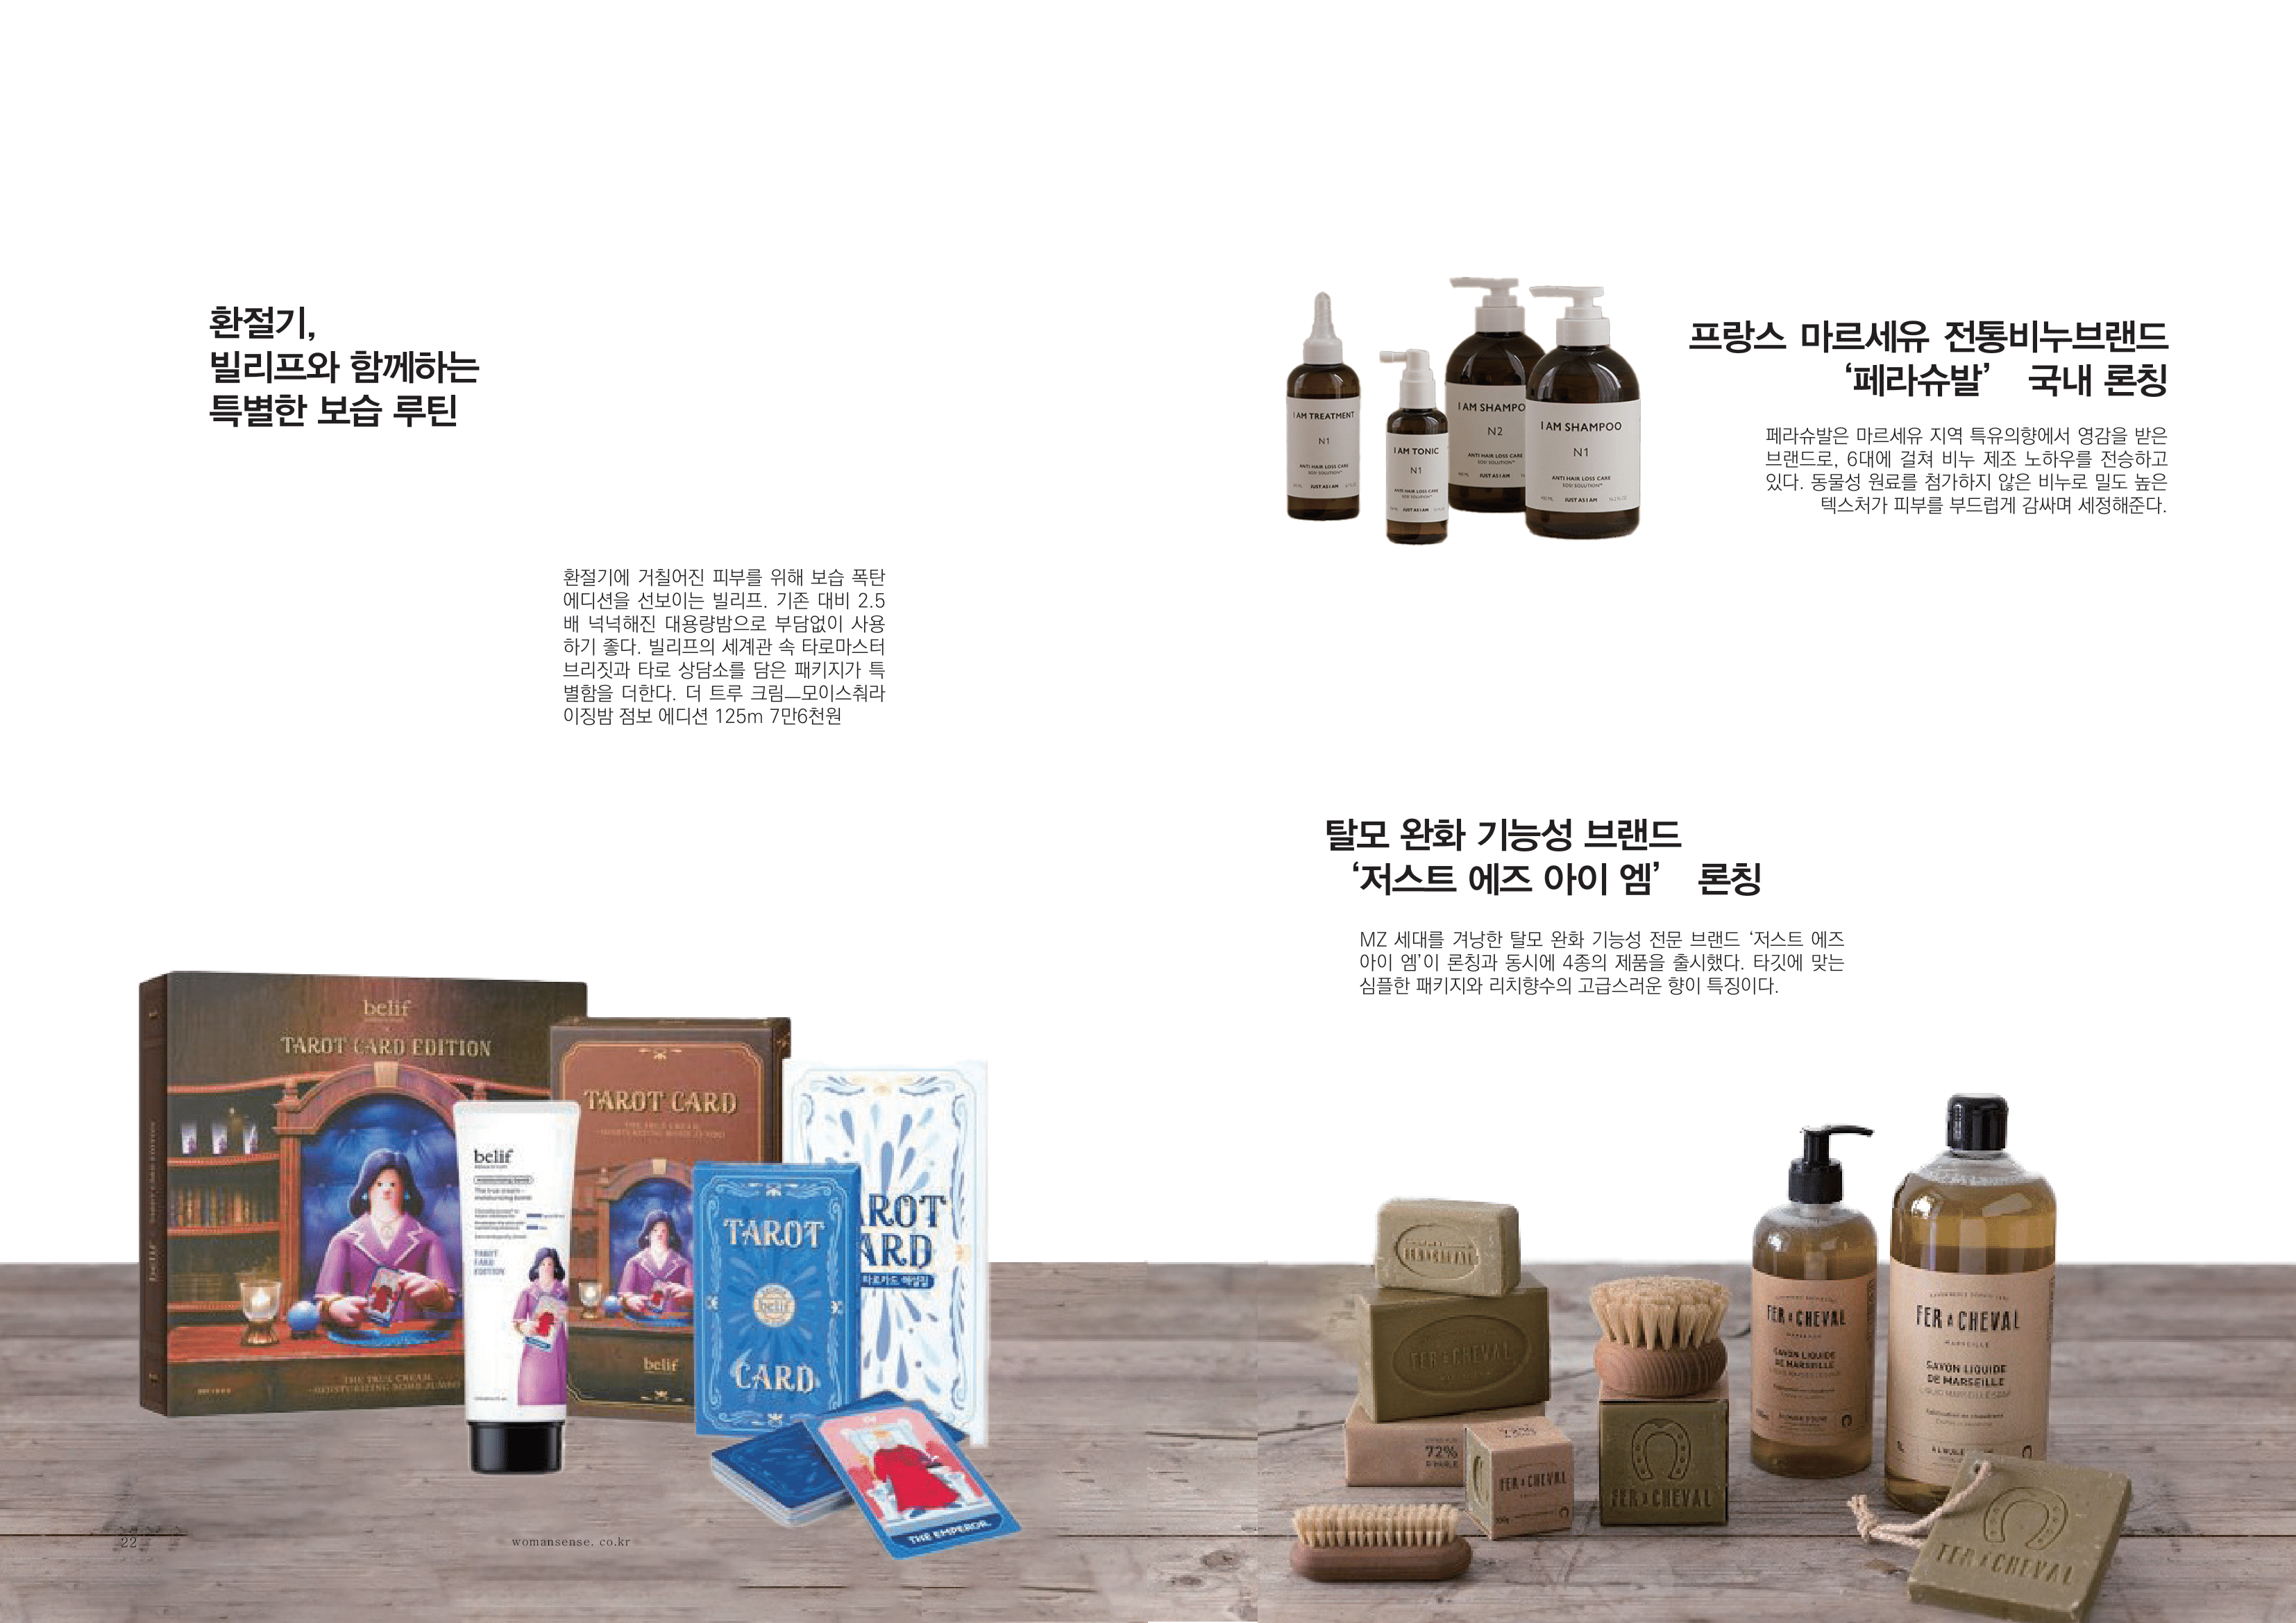 환절기,
빌리프와 함께하는
특별한 보습 루틴
환절기에 거칠어진 피부를 위해 보습 폭탄
에디션을 선보이는 빌리프. 기존 대비 2.5
배 넉넉해진 대용량밤으로 부담없이 사용
하기 좋다. 빌리프의 세계관 속 타로마스터
브리짓과 타로 상담소를 담은 패키지가 특
별함을 더한다. 더 트루 크림—모이스춰라
이징밤 점보 에디션 125m 7만6천원
belif
TAROT CARD EDITION
THE TRUE CREAM
belif
TAROT CARD
belif
belif
TAROT
CARD
EDITION
TAROT
belif
CARD
AROT
ARD
타로카드 해설집
THE EMPEROR
22
womansense. co.kr
I AM TREATMENT
N1
ANTI HAIR LOSS CARE
JUST AS I AM
I AM TONIC
N1
ANTI HAIR LOSS CARE
JUST AS I AM
I AM SHAMPO
N2
ANTI HAIR LOSS CARE
JUST AS I AM
I AM SHAMPOO
N1
ANTI HAIR LOSS CARE
JUST AS I AM
프랑스 마르세유 전통비누브랜드
‘페라슈발’ 국내 론칭
페라슈발은 마르세유 지역 특유의향에서 영감을 받은
브랜드로, 6대에 걸쳐 비누 제조 노하우를 전승하고
있다. 동물성 원료를 첨가하지 않은 비누로 밀도 높은
텍스처가 피부를 부드럽게 감싸며 세정해준다.
탈모 완화 기능성 브랜드
‘저스트 에즈 아이 엠’ 론칭
MZ 세대를 겨낭한 탈모 완화 기능성 전문 브랜드 ‘저스트 에즈
아이 엠’이 론칭과 동시에 4종의 제품을 출시했다. 타깃에 맞는
심플한 패키지와 리치향수의 고급스러운 향이 특징이다.
FER A CHEVAL
FER A CHEVAL
72%
FER A CHEVAL
FER A CHEVAL
FER A CHEVAL
SAVON LIQUIDE
DE MARSEILLE
FER A CHEVAL
MARSEILLE
SAVON LIQUIDE
DE MARSEILLE
FER A CHEVAL